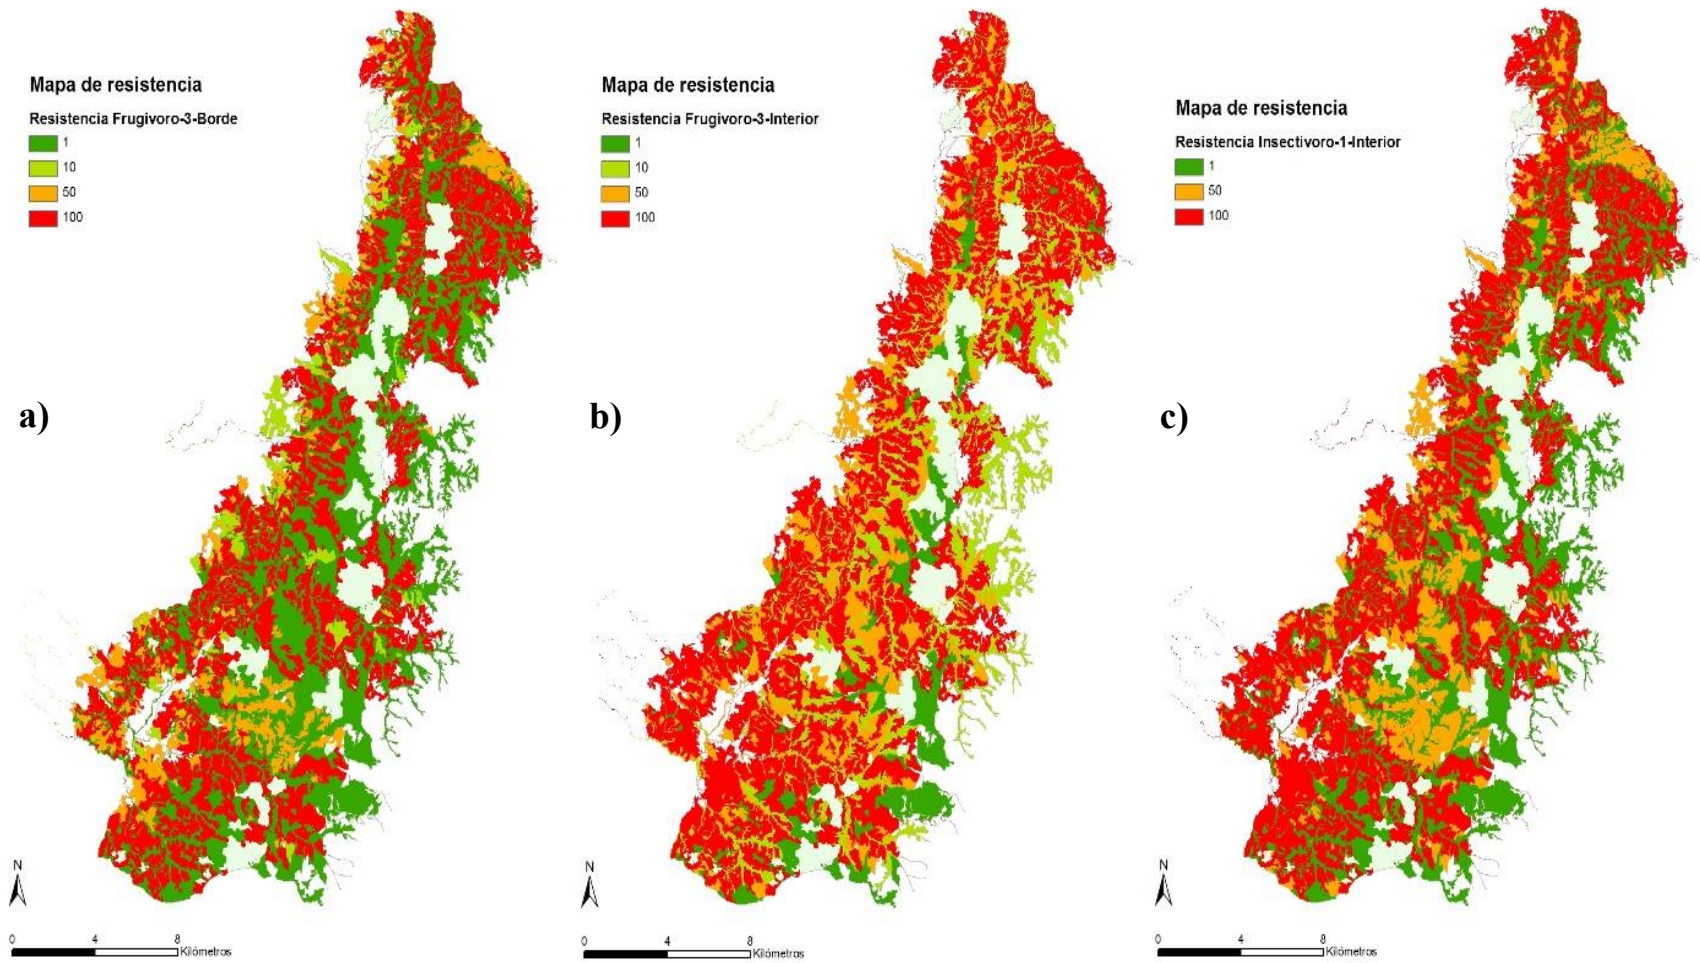 Mapa de resistencia
Resistencia Frugivoro-3-Borde
1
10
50
100
a)
N
0 4 8
Kilómetros
Mapa de resistencia
Resistencia Frugivoro-3-Interior
1
10
50
100
b)
N
0 4 8
Kilómetros
Mapa de resistencia
Resistencia Insectivoro-1-Interior
1
50
100
c)
N
0 4 8
Kilómetros